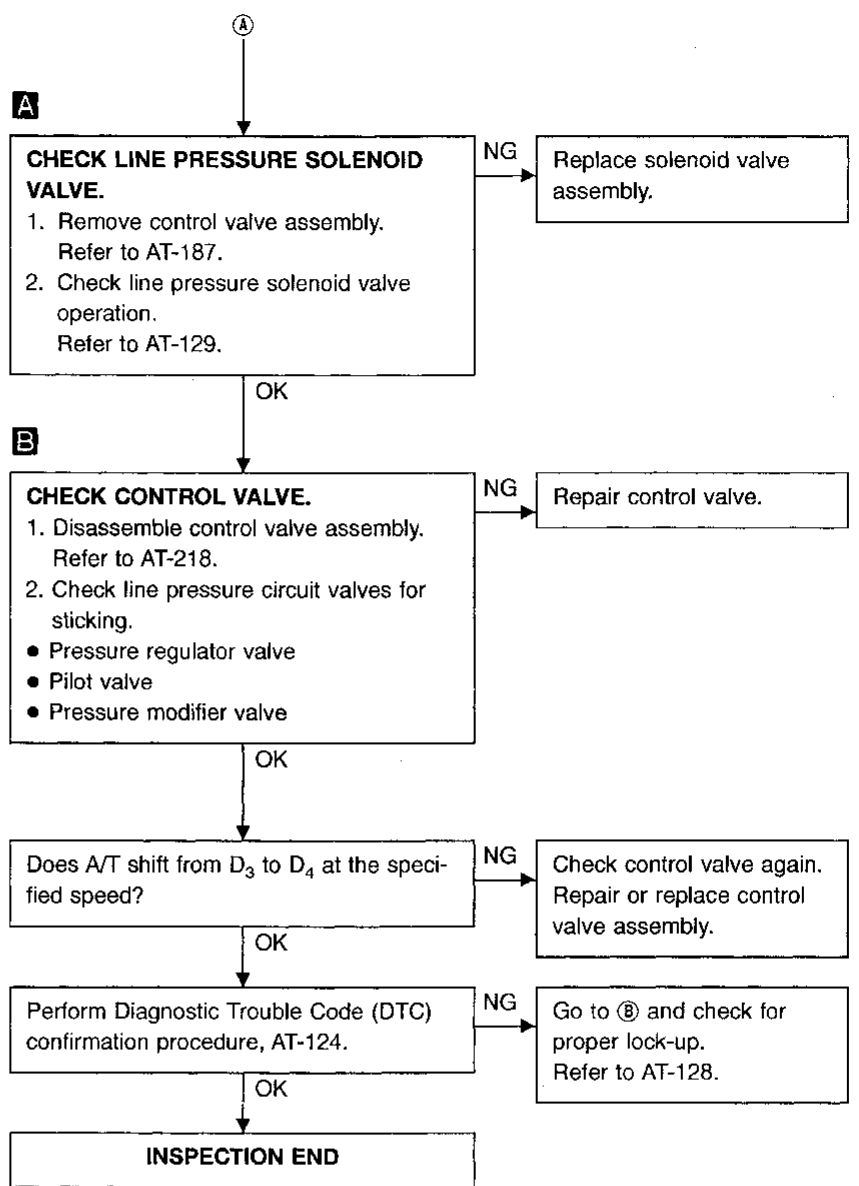 Ⓐ
A
CHECK LINE PRESSURE SOLENOID
VALVE.
1. Remove control valve assembly.
Refer to AT-187.
2. Check line pressure solenoid valve
operation.
Refer to AT-129.
NG
Replace solenoid valve
assembly.
OK
B
CHECK CONTROL VALVE.
1. Disassemble control valve assembly.
Refer to AT-218.
2. Check line pressure circuit valves for
sticking.
● Pressure regulator valve
● Pilot valve
● Pressure modifier valve
NG
Repair control valve.
OK
Does A/T shift from D₃ to D₄ at the speci-
fied speed?
NG
Check control valve again.
Repair or replace control
valve assembly.
OK
Perform Diagnostic Trouble Code (DTC)
confirmation procedure, AT-124.
NG
Go to Ⓑ and check for
proper lock-up.
Refer to AT-128.
OK
INSPECTION END